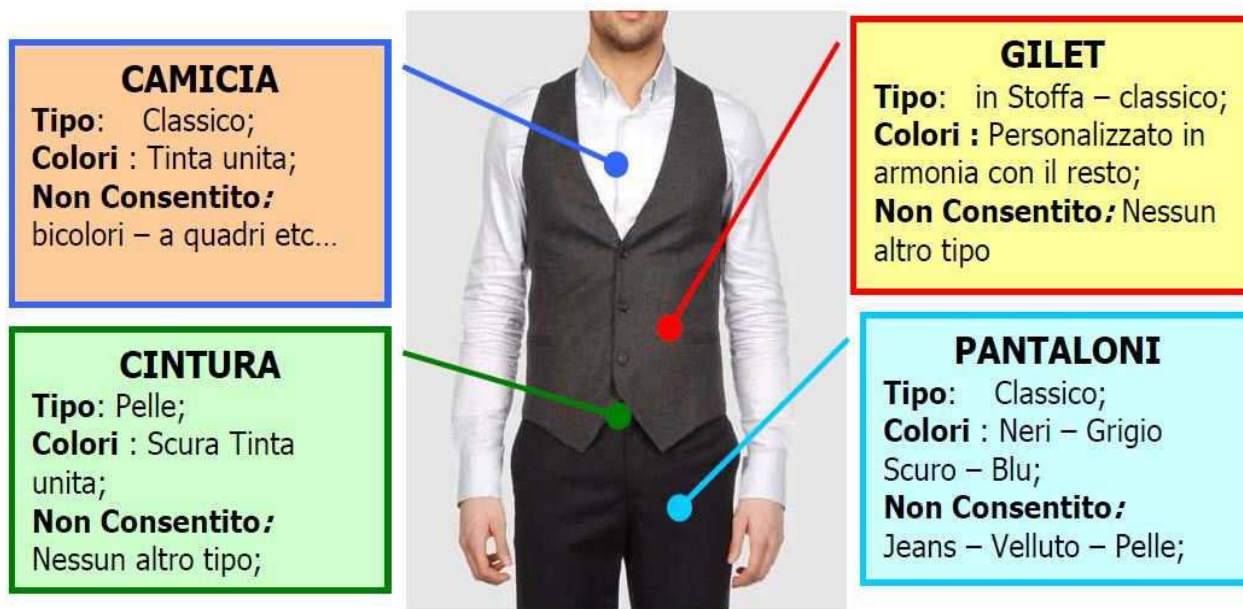 CAMICIA
Tipo: Classico;
Colori : Tinta unita;
Non Consentito:
bicolori – a quadri etc...
CINTURA
Tipo: Pelle;
Colori : Scura Tinta
unita;
Non Consentito:
Nessun altro tipo;
GILET
Tipo: in Stoffa – classico;
Colori : Personalizzato in
armonia con il resto;
Non Consentito: Nessun
altro tipo
PANTALONI
Tipo: Classico;
Colori : Neri – Grigio
Scuro – Blu;
Non Consentito:
Jeans – Velluto – Pelle;